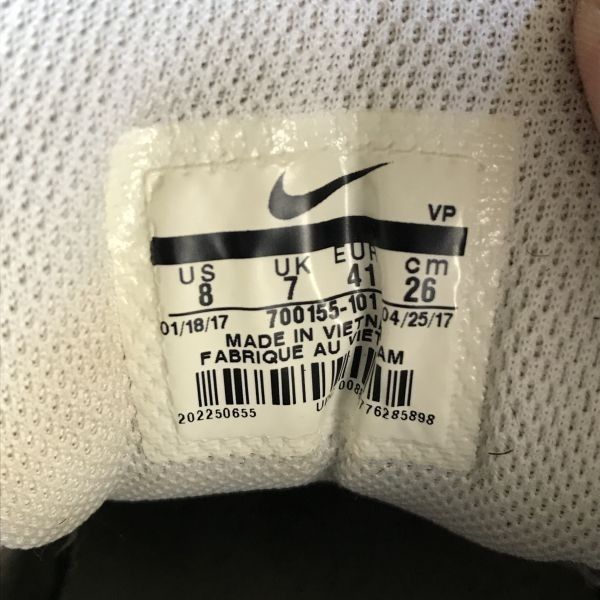 VP
US UK EUR cm
8 7 41 26
01/18/17 700155-101 04/25/17
MADE IN VIETNAM
FABRIQUE AU VIETNAM
202250655 776285898